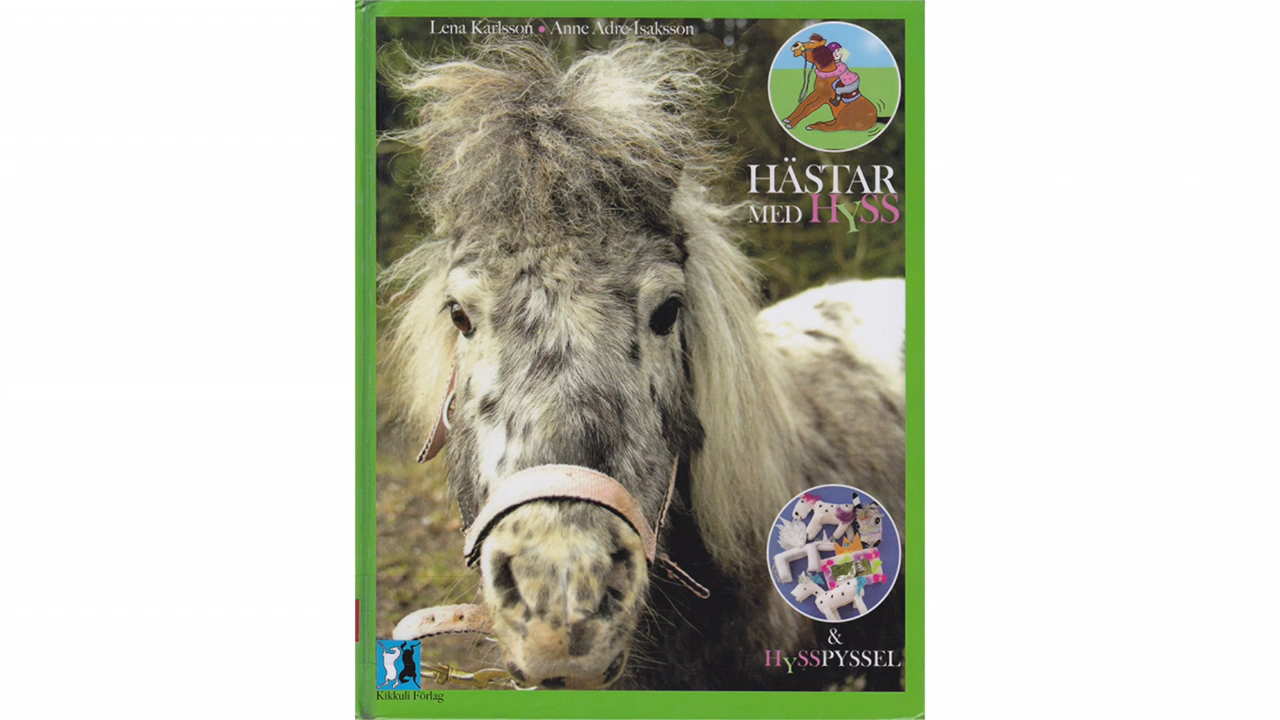 Lena Karlsson • Anne Adre-Isaksson
HÄSTAR
MED HYSS
&
HYSSPYSSEL
Kikkuli Förlag